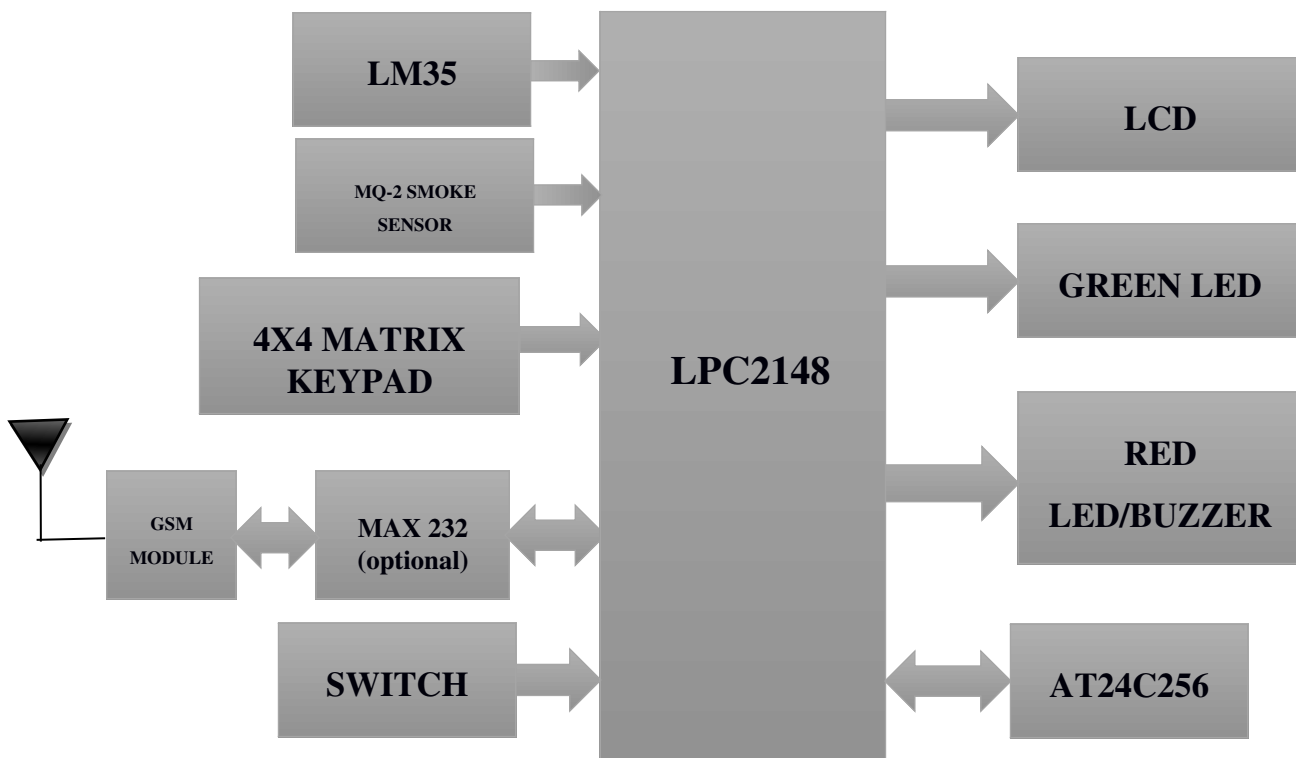 LM35
MQ-2 SMOKE
SENSOR
4X4 MATRIX
KEYPAD
GSM
MODULE
MAX 232
(optional)
SWITCH
LPC2148
LCD
GREEN LED
RED
LED/BUZZER
AT24C256